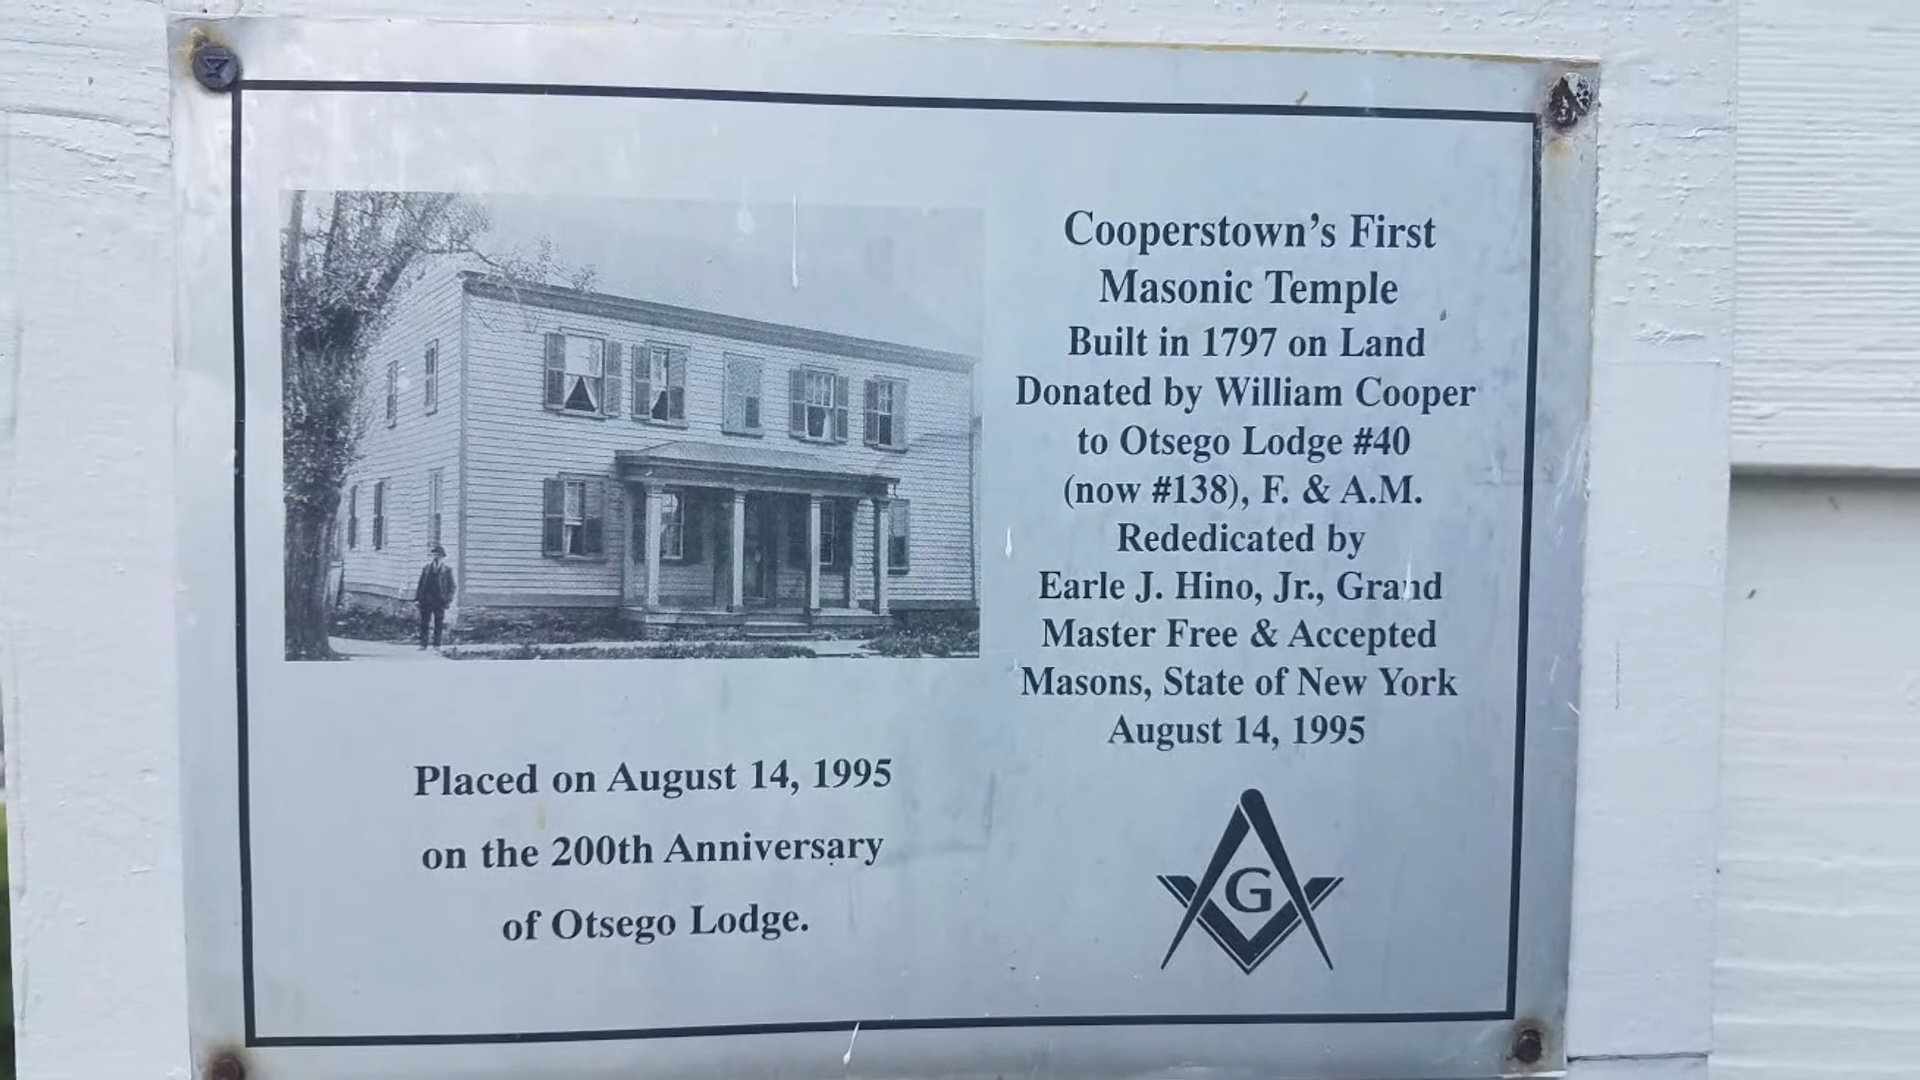 Cooperstown's First
Masonic Temple
Built in 1797 on Land
Donated by William Cooper
to Otsego Lodge #40
(now #138), F. & A.M.
Rededicated by
Earle J. Hino, Jr., Grand
Master Free & Accepted
Masons, State of New York
August 14, 1995
G
Placed on August 14, 1995
on the 200th Anniversary
of Otsego Lodge.